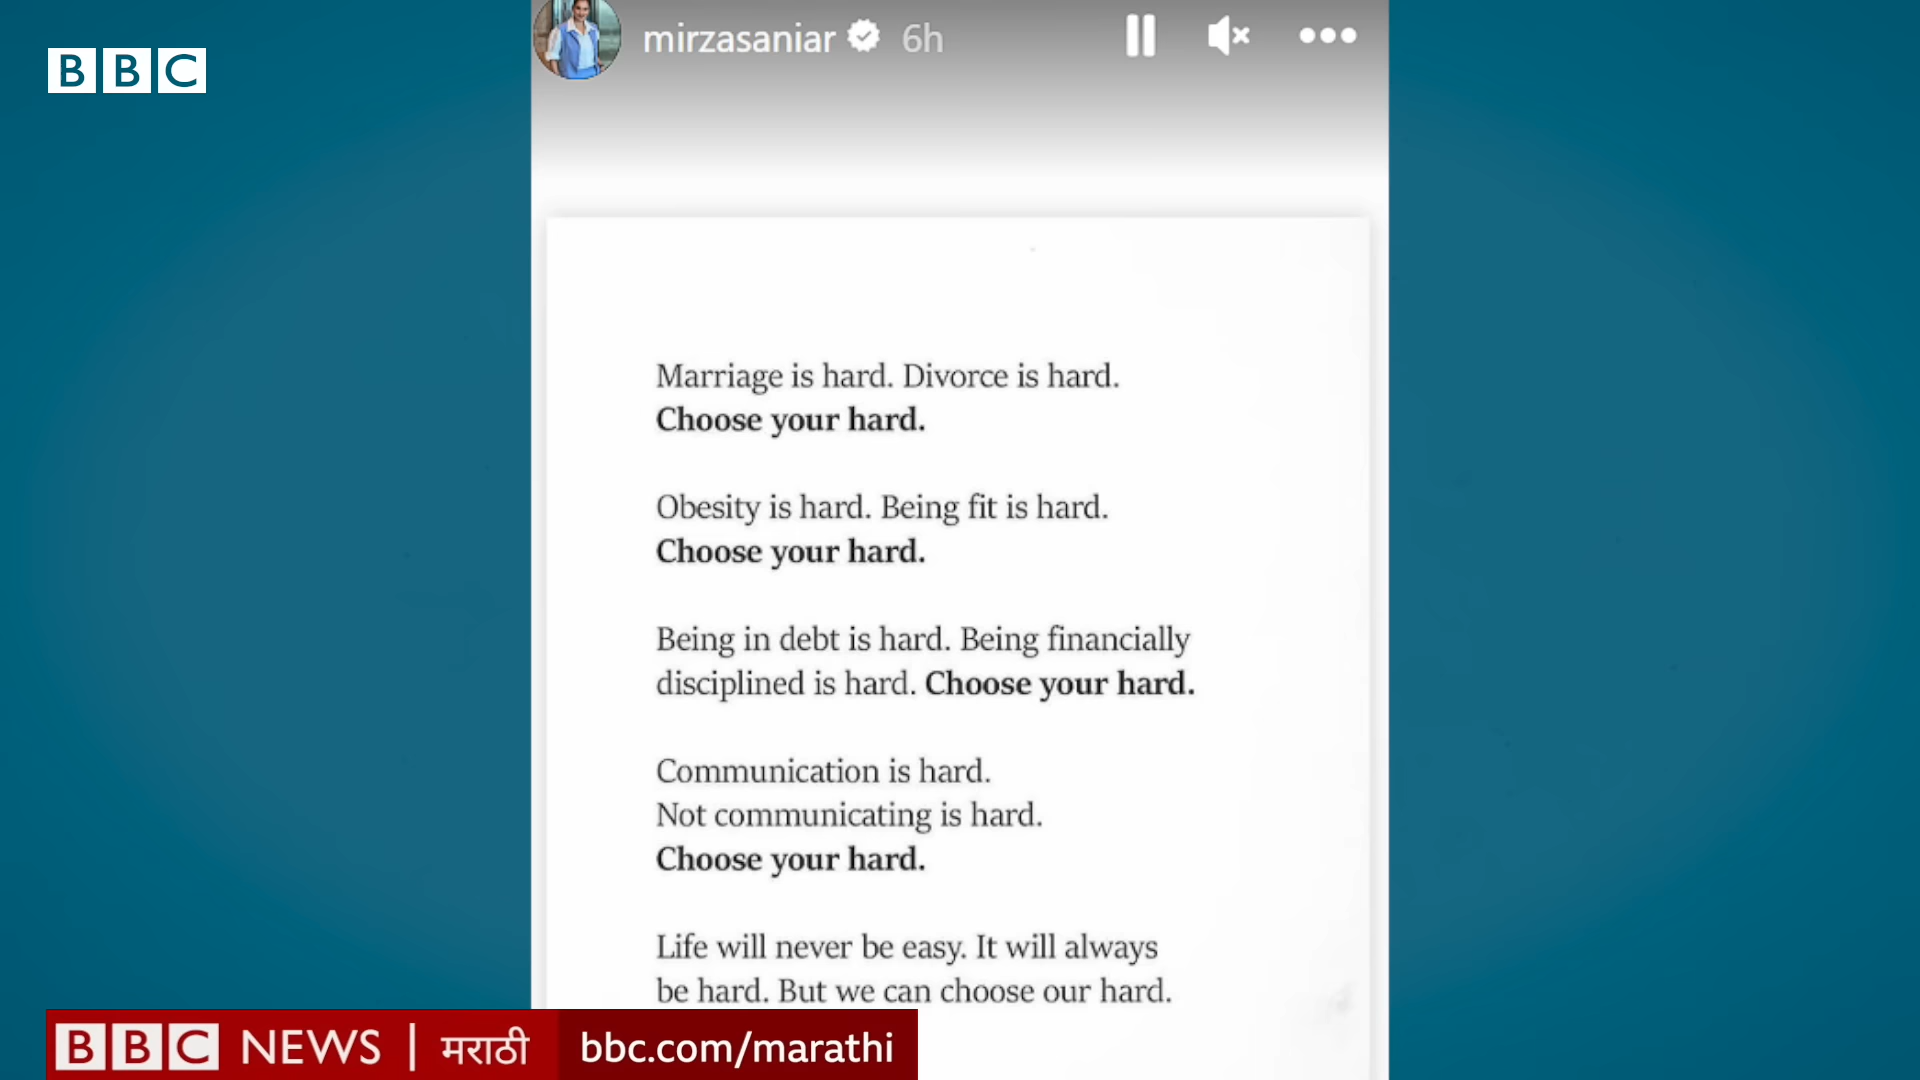 BBC
mirzasaniar 6h
Marriage is hard. Divorce is hard.
Choose your hard.
Obesity is hard. Being fit is hard.
Choose your hard.
Being in debt is hard. Being financially
disciplined is hard. Choose your hard.
Communication is hard.
Not communicating is hard.
Choose your hard.
Life will never be easy. It will always
be hard. But we can choose our hard.
BBC NEWS | मराठी bbc.com/marathi